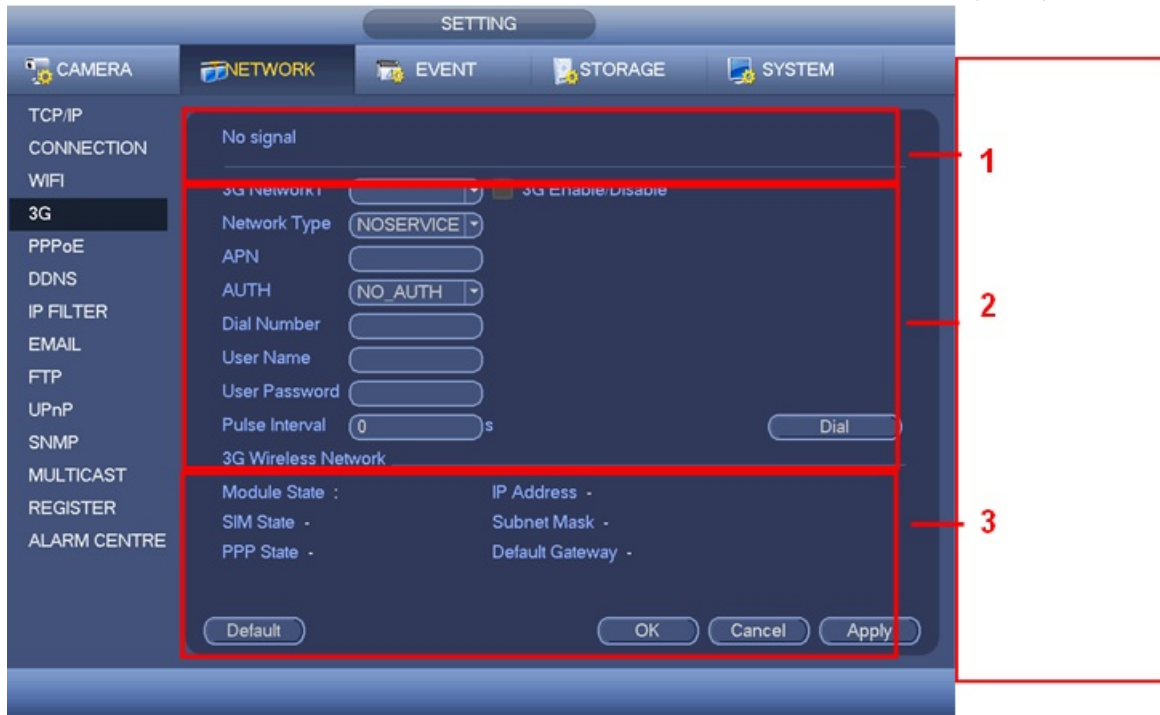 SETTING
CAMERA NETWORK EVENT STORAGE SYSTEM
TCP/IP
CONNECTION
WIFI
3G
PPPoE
DDNS
IP FILTER
EMAIL
FTP
UPnP
SNMP
MULTICAST
REGISTER
ALARM CENTRE
No signal
3G Network1 3G Enable/Disable
Network Type NOSERVICE
APN
AUTH NO_AUTH
Dial Number
User Name
User Password
Pulse Interval 0 s Dial
3G Wireless Network
Module State : IP Address -
SIM State - Subnet Mask -
PPP State - Default Gateway -
Default OK Cancel Apply
1
2
3